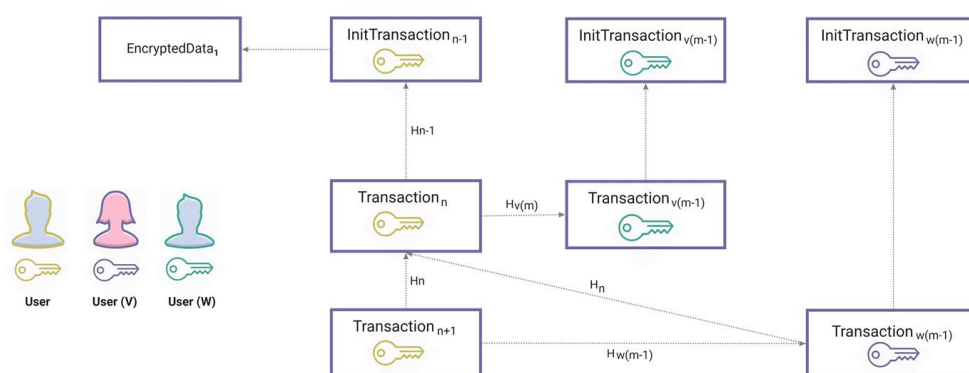 EncryptedData1
InitTransaction n-1
InitTransaction v(m-1)
InitTransaction w(m-1)
Hn-1
Transaction n
Hv(m)
Transaction v(m-1)
User
User (V)
User (W)
Hn
Hn
Transaction n+1
H w(m-1)
Transaction w(m-1)